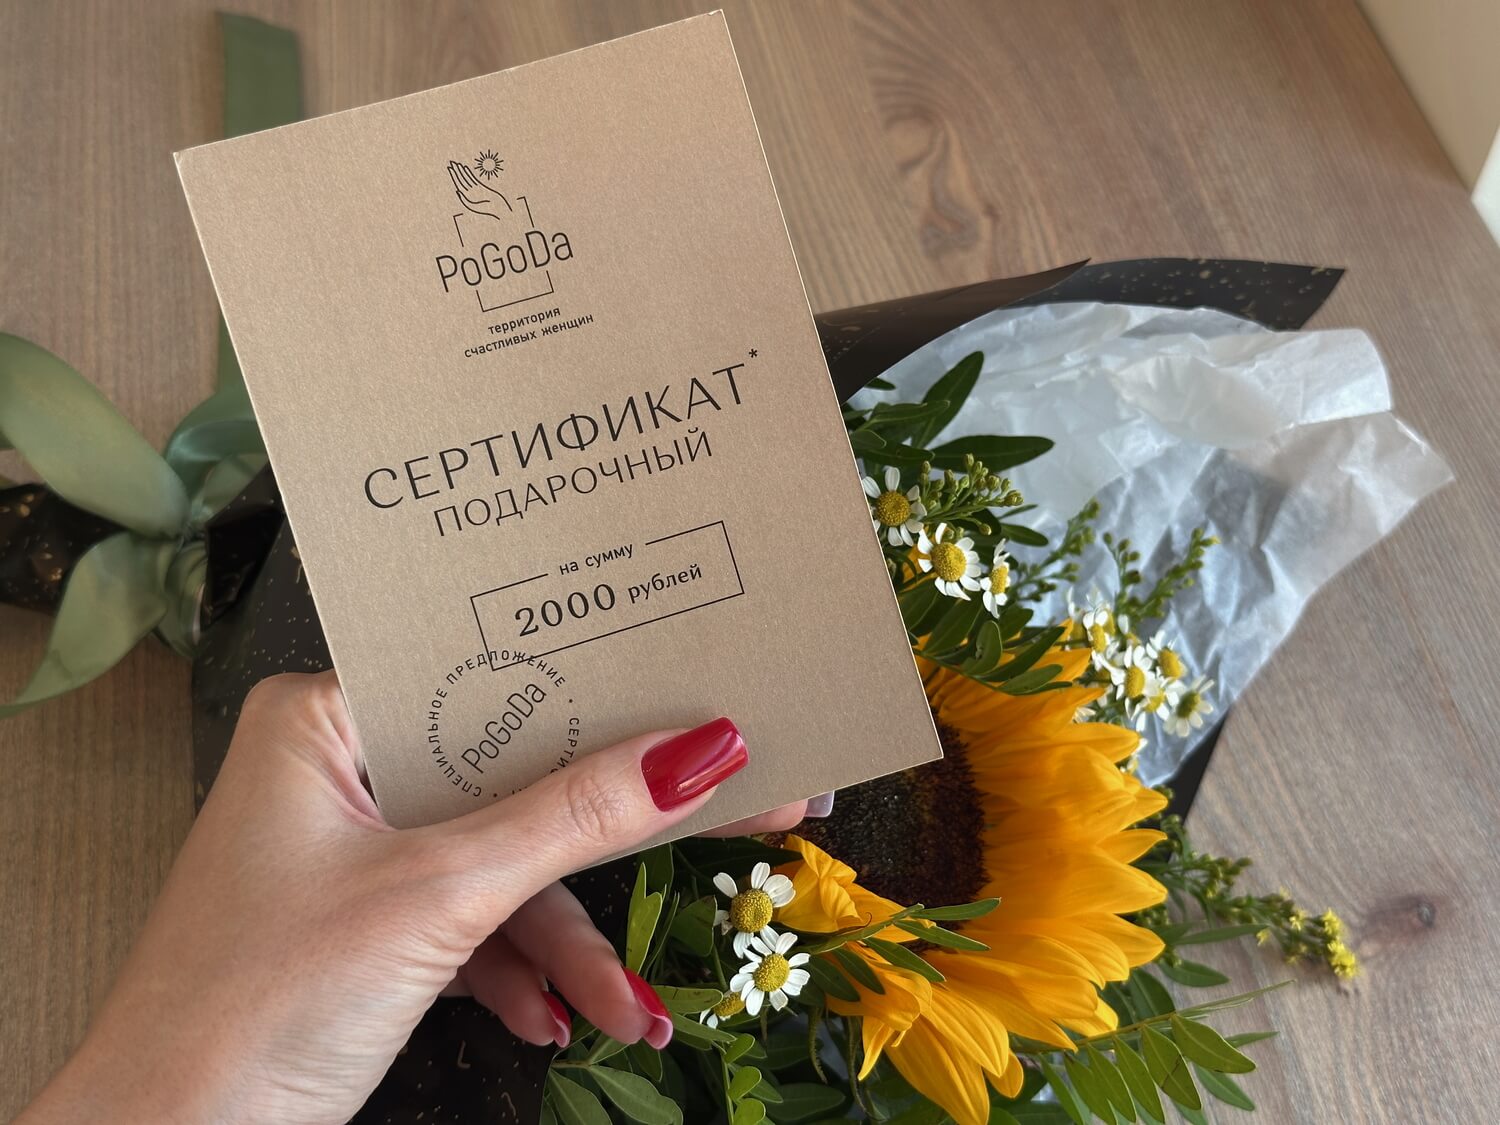 PoGoDa
территория
счастливых женщин
СЕРТИФИКАТ*
ПОДАРОЧНЫЙ
на сумму
2000 рублей
СПЕЦИАЛЬНОЕ ПРЕДЛОЖЕНИЕ •
PoGoDa